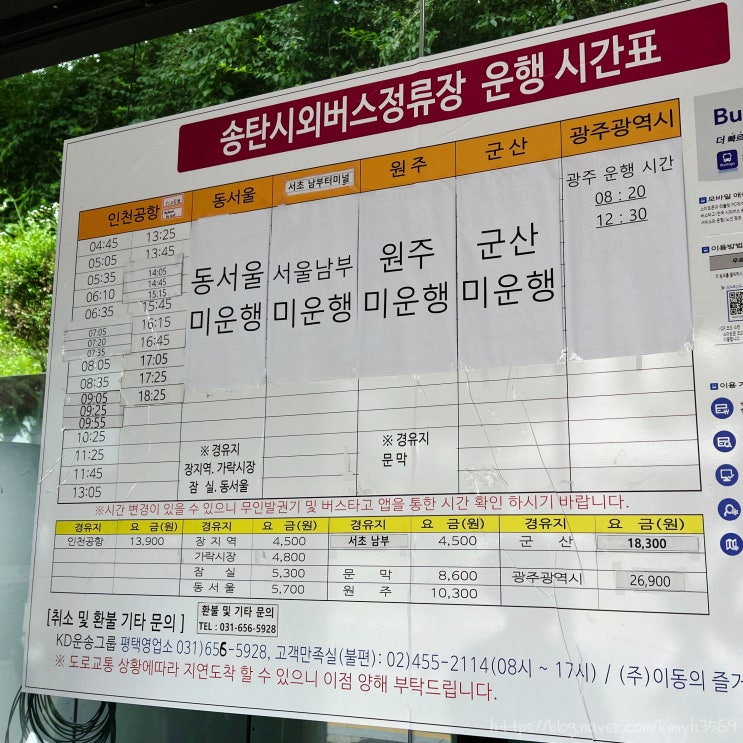 송탄시외버스정류장 운행 시간표
인천공항
동서울
서초 남부터미널
원주
군산
광주광역시
04:45 13:25
05:05 13:45
05:35 14:05
14:45
06:10 15:15
06:35 15:45
16:15
07:05
07:20 16:45
07:35
08:05 17:05
08:35 17:25
09:05 18:25
09:25
09:55
10:25
11:25
11:45
13:05
동서울
미운행
서울남부
미운행
원주
미운행
군산
미운행
광주 운행 시간
08:20
12:30
※경유지
장지역.가락시장
잠 실.동서울
※경유지
문막
※시간 변경이 있을 수 있으니 무인발권기 및 버스타고 앱을 통한 시간 확인 하시기 바랍니다.
경유지 요 금(원) 경유지 요 금(원) 경유지 요 금(원) 경유지 요 금(원)
인천공항 13,900 장 지 역 4,500 서초 남부 4,500 군 산 18,300
가락시장 4,800
잠 실 5,300 문 막 8,600 광주광역시 26,900
동 서 울 5,700 원 주 10,300
[취소 및 환불 기타 문의]
환불 및 기타 문의
TEL : 031-656-5928
KD운송그룹 평택영업소 031)656-5928, 고객만족실(불편): 02)455-2114(08시 ~ 17시) / (주)이동의 즐거
※ 도로교통 상황에따라 지연도착 할 수 있으니 이점 양해 부탁드립니다.
Bu
더 빠르
모바일 애
이용방법
이용 가
https://blog.naver.com/kimyh3569